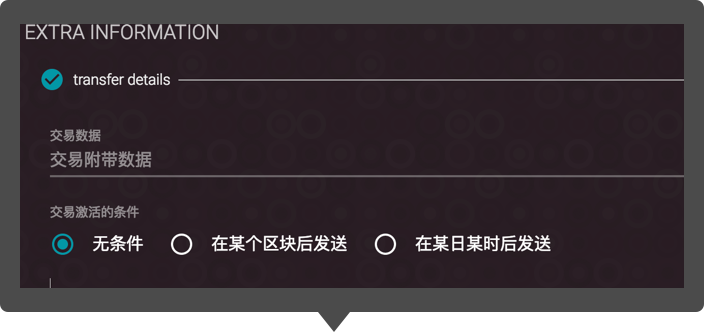 EXTRA INFORMATION
transfer details
交易数据
交易附带数据
交易激活的条件
无条件 在某个区块后发送 在某日某时后发送